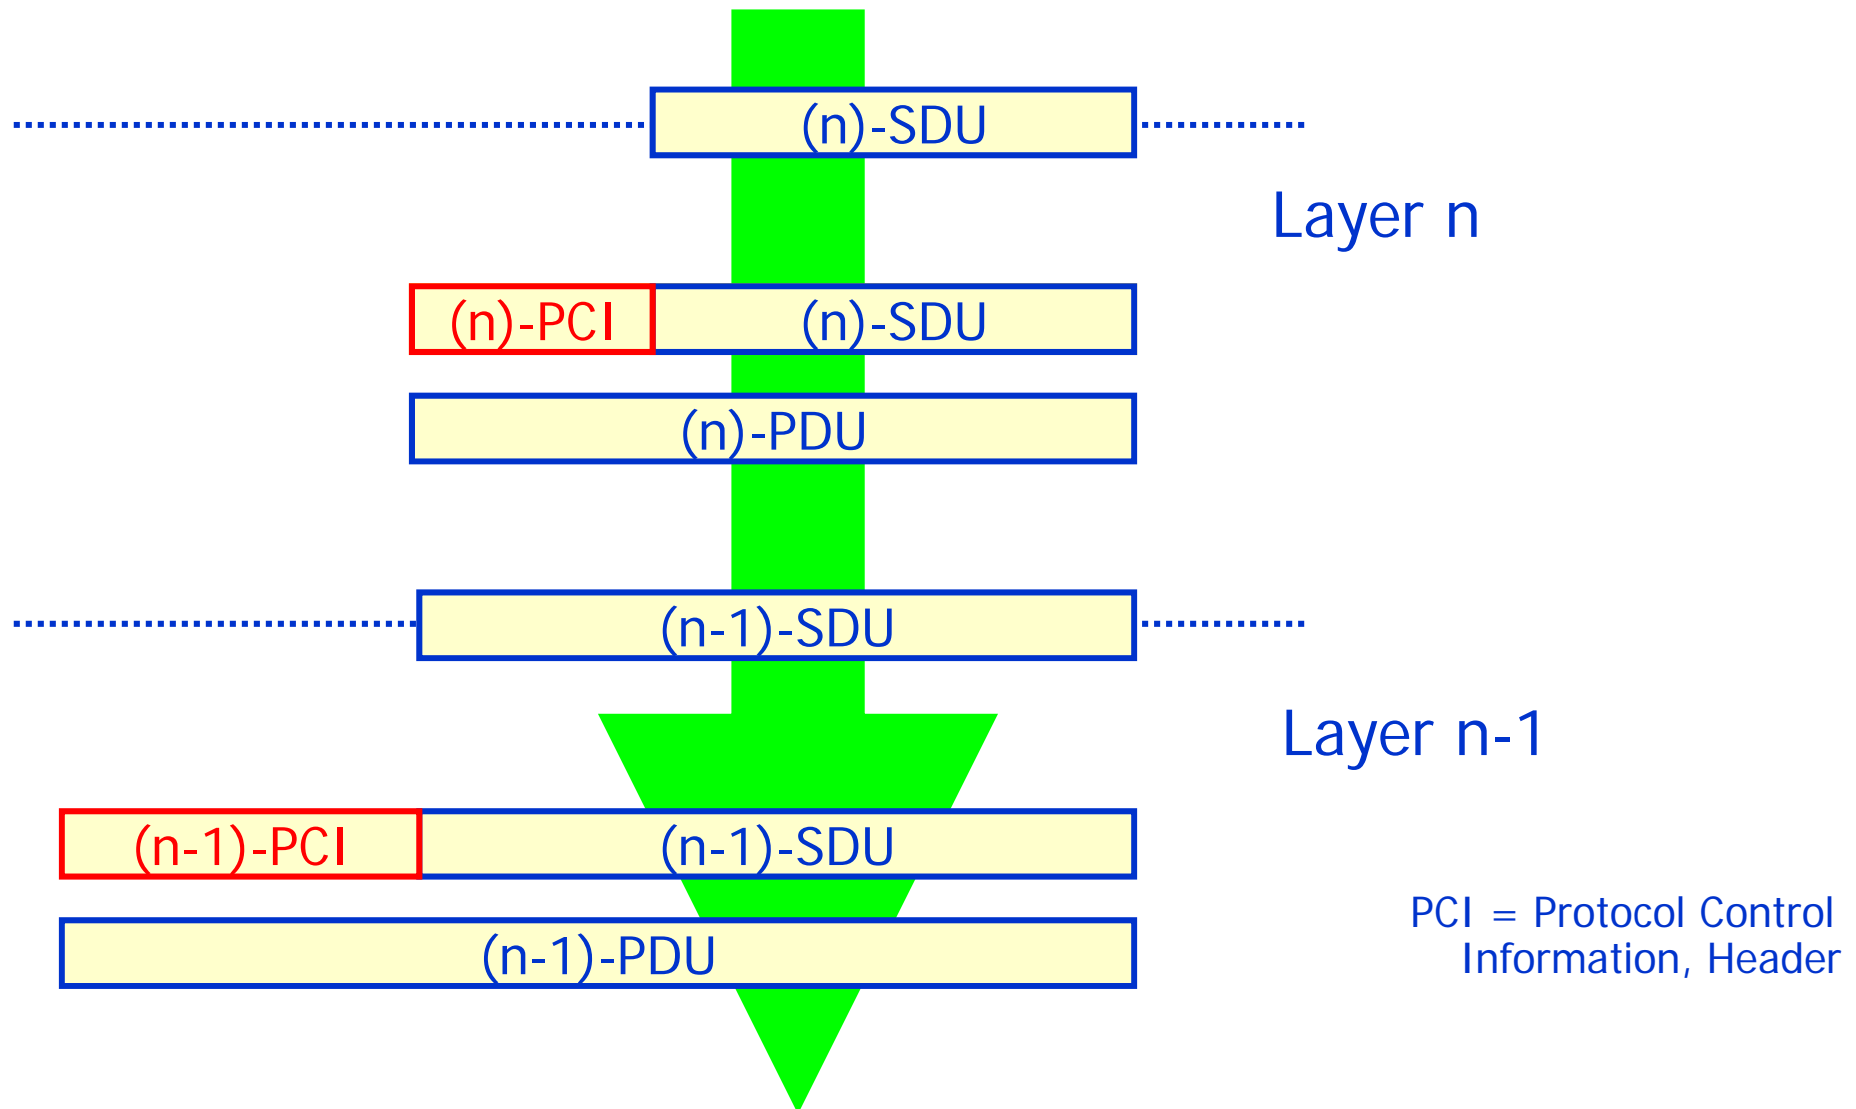 (n)-SDU
Layer n
(n)-PCI
(n)-SDU
(n)-PDU
(n-1)-SDU
Layer n-1
(n-1)-PCI
(n-1)-SDU
PCI = Protocol Control
Information, Header
(n-1)-PDU